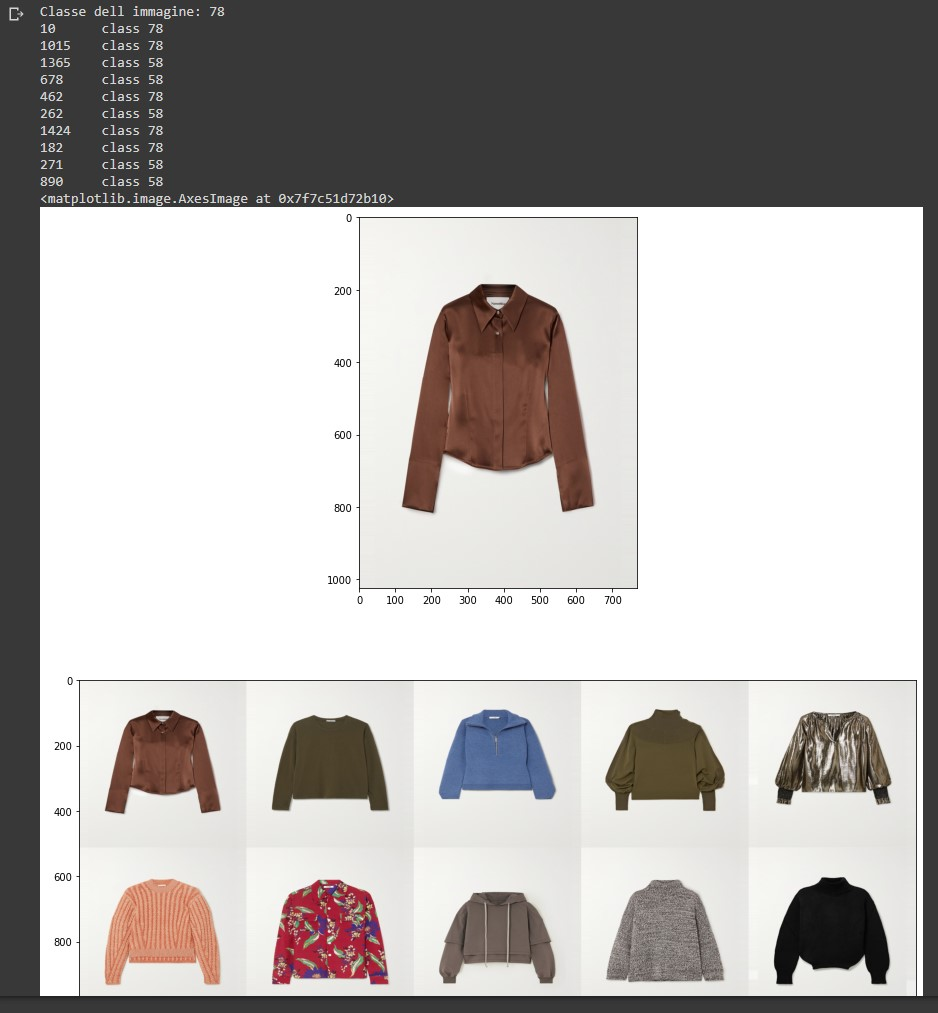 Classe dell immagine: 78
10 class 78
1015 class 78
1365 class 58
678 class 58
462 class 78
262 class 58
1424 class 78
182 class 78
271 class 58
890 class 58
<matplotlib.image.AxesImage at 0x7f7c51d72b10>
0
200
400
600
800
1000
0 100 200 300 400 500 600 700
0
200
400
600
800